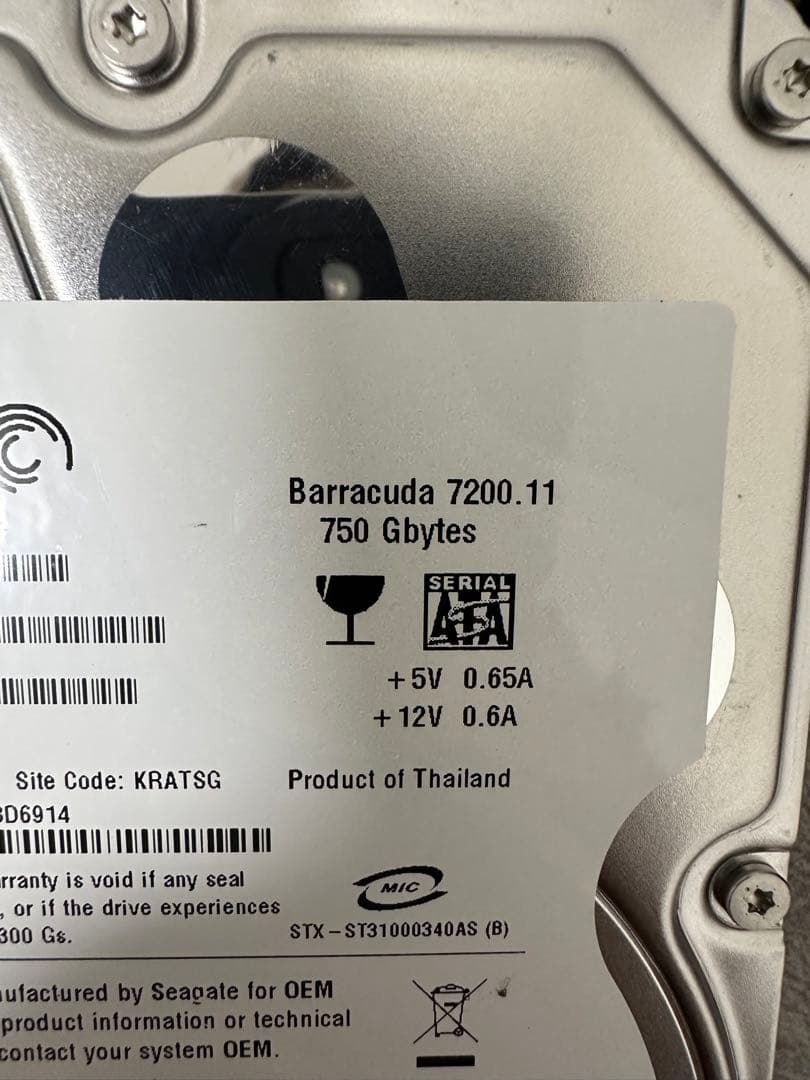 Barracuda 7200.11
750 Gbytes
SERIAL
ATA
+5V 0.65A
+12V 0.6A
Site Code: KRATSG
Product of Thailand
D6914
rranty is void if any seal
, or if the drive experiences
300 Gs.
MIC
STX-ST31000340AS (B)
ufactured by Seagate for OEM
product information or technical
contact your system OEM.